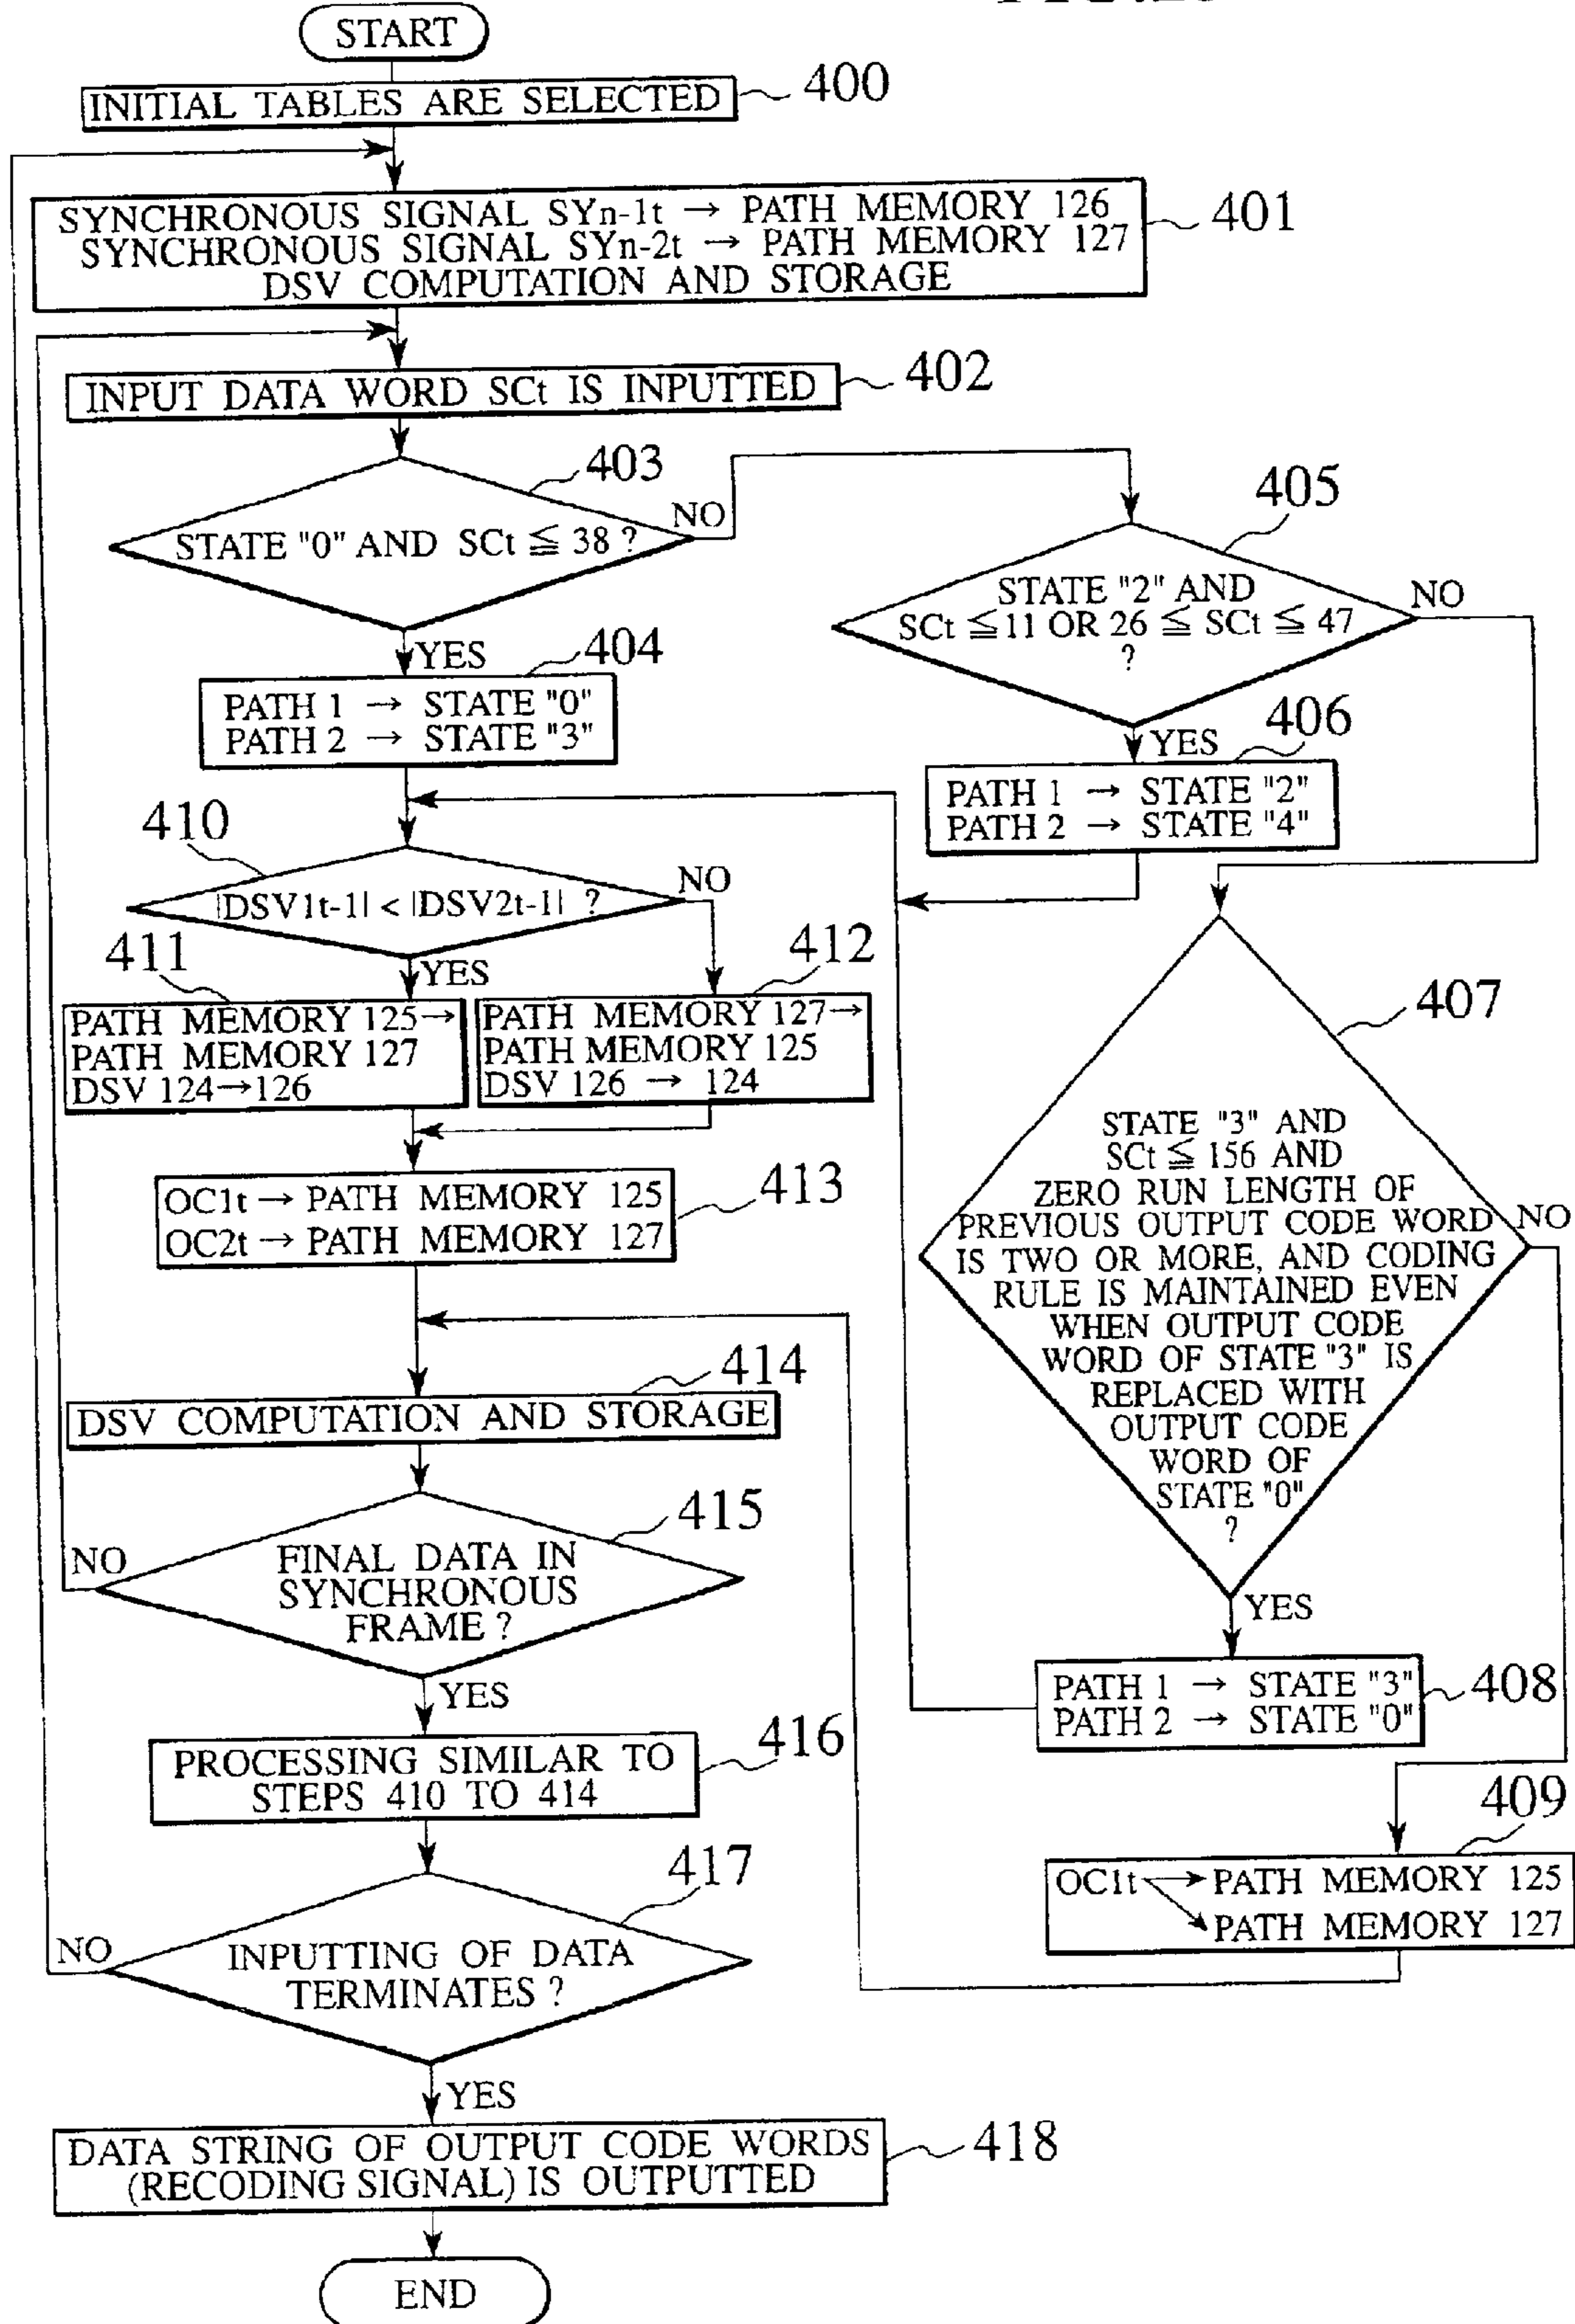 START
INITIAL TABLES ARE SELECTED
400
SYNCHRONOUS SIGNAL SYn-1t → PATH MEMORY 126
SYNCHRONOUS SIGNAL SYn-2t → PATH MEMORY 127
DSV COMPUTATION AND STORAGE
401
INPUT DATA WORD SCt IS INPUTTED
402
403
STATE "0" AND SCt ≦ 38 ?
NO
YES
405
STATE "2" AND
SCt ≦ 11 OR 26 ≦ SCt ≦ 47
?
NO
YES
404
PATH 1 → STATE "0"
PATH 2 → STATE "3"
406
PATH 1 → STATE "2"
PATH 2 → STATE "4"
410
|DSV1t-1| < |DSV2t-1| ?
NO
YES
411
PATH MEMORY 125→
PATH MEMORY 127
DSV 124→126
412
PATH MEMORY 127→
PATH MEMORY 125
DSV 126 → 124
407
STATE "3" AND
SCt ≦ 156 AND
ZERO RUN LENGTH OF
PREVIOUS OUTPUT CODE WORD
IS TWO OR MORE, AND CODING
RULE IS MAINTAINED EVEN
WHEN OUTPUT CODE
WORD OF STATE "3" IS
REPLACED WITH
OUTPUT CODE
WORD OF
STATE "0"
?
NO
YES
413
OC1t → PATH MEMORY 125
OC2t → PATH MEMORY 127
414
DSV COMPUTATION AND STORAGE
415
FINAL DATA IN
SYNCHRONOUS
FRAME ?
NO
YES
408
PATH 1 → STATE "3"
PATH 2 → STATE "0"
416
PROCESSING SIMILAR TO
STEPS 410 TO 414
409
OC1t → PATH MEMORY 125
PATH MEMORY 127
417
INPUTTING OF DATA
TERMINATES ?
NO
YES
DATA STRING OF OUTPUT CODE WORDS
(RECODING SIGNAL) IS OUTPUTTED
418
END